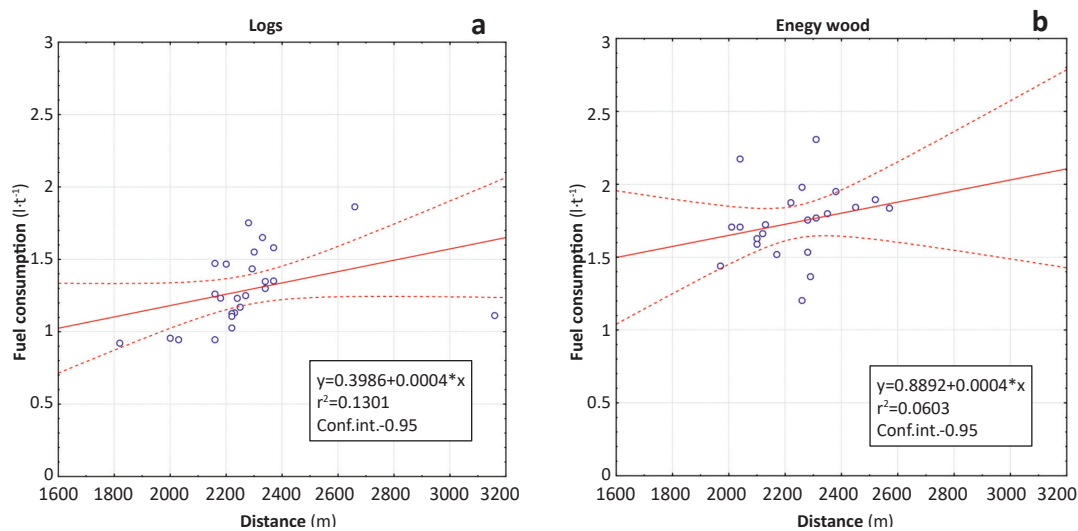 Logs
a
3
2.5
2
1.5
1
0.5
0
Fuel consumption (l·t⁻¹)
y=0.3986+0.0004*x
r²=0.1301
Conf.int.-0.95
1600 1800 2000 2200 2400 2600 2800 3000 3200
Distance (m)
Enegy wood
b
3
2.5
2
1.5
1
0.5
0
Fuel consumption (l·t⁻¹)
y=0.8892+0.0004*x
r²=0.0603
Conf.int.-0.95
1600 1800 2000 2200 2400 2600 2800 3000 3200
Distance (m)